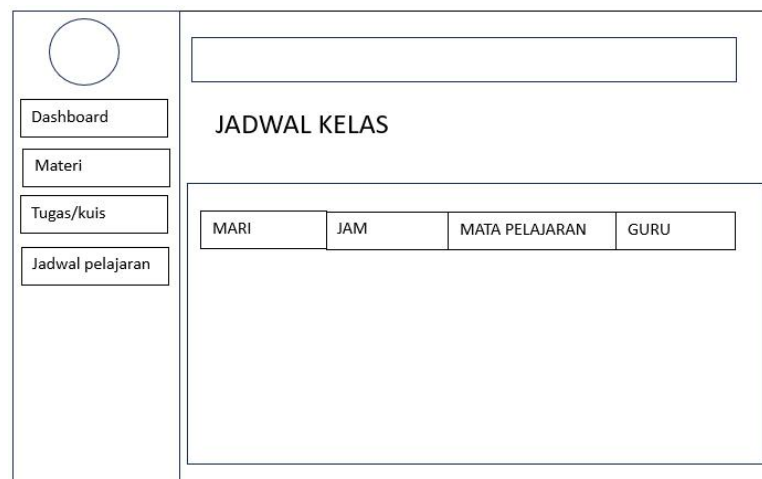 Dashboard
Materi
Tugas/kuis
Jadwal pelajaran
JADWAL KELAS
MARI JAM MATA PELAJARAN GURU